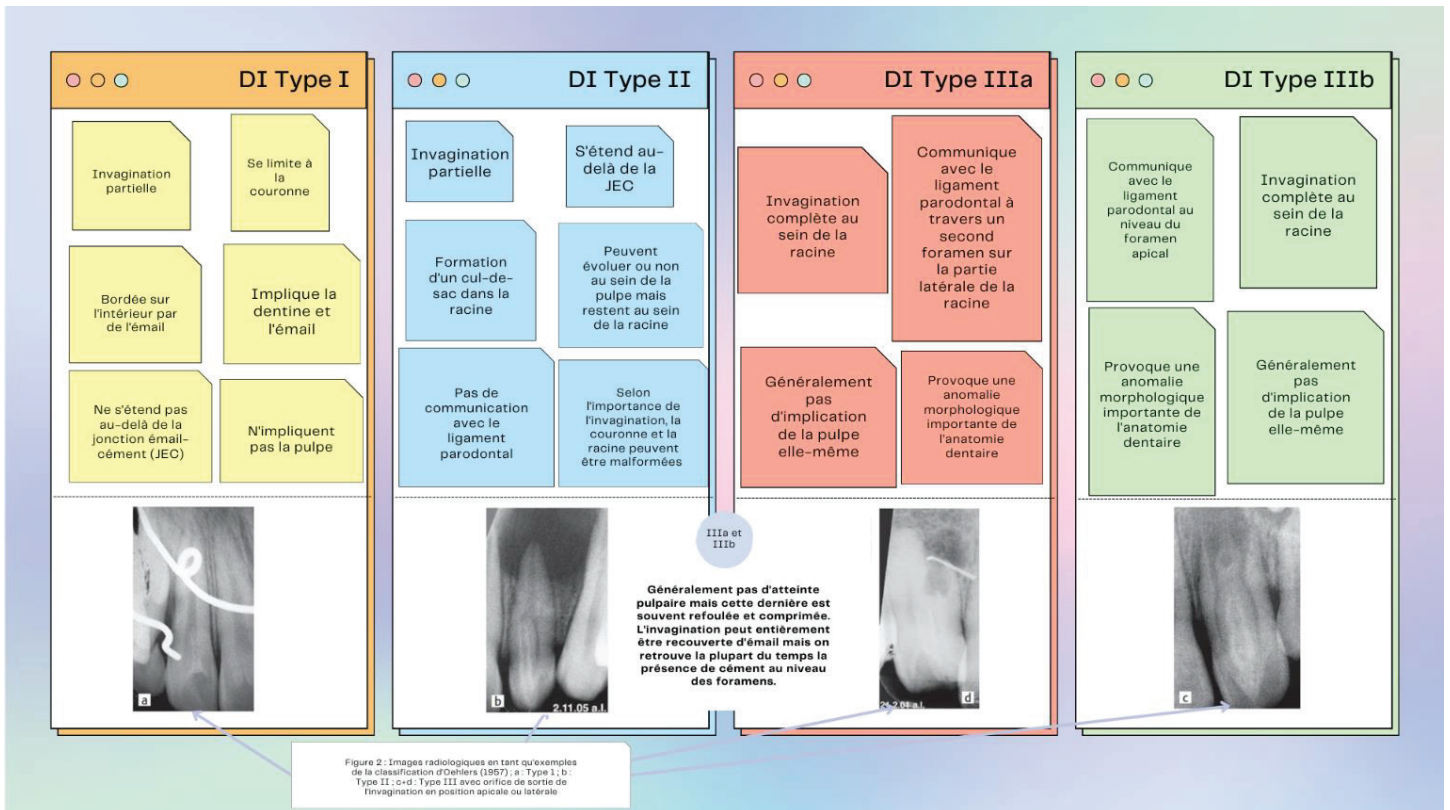 DI Type I
Invagination
partielle
Se limite à
la
couronne
Bordée sur
l'intérieur par
de l'émail
Implique la
dentine et
l'émail
Ne s'étend pas
au-delà de la
jonction émail-
cément (JEC)
N'impliquent
pas la pulpe
a
DI Type II
Invagination
partielle
S'étend au-
delà de la
JEC
Formation
d'un cul-de-
sac dans la
racine
Peuvent
évoluer ou non
au sein de la
pulpe mais
restent au sein
de la racine
Pas de
communication
avec le
ligament
parodontal
Selon
l'importance de
l'invagination, la
couronne et la
racine peuvent
être malformées
b
2.11.05 a.l.
DI Type IIIa
Invagination
complète au
sein de la
racine
Communique
avec le
ligament
parodontal à
travers un
second
foramen sur
la partie
latérale de la
racine
Généralement
pas
d'implication
de la pulpe
elle-même
Provoque une
anomalie
morphologique
importante de
l'anatomie
dentaire
IIIa et
IIIb
Généralement pas d'atteinte
pulpaire mais cette dernière est
souvent refoulée et comprimée.
L'invagination peut entièrement
être recouverte d'émail mais on
retrouve la plupart du temps la
présence de cément au niveau
des foramens.
d
DI Type IIIb
Communique
avec le
ligament
parodontal au
niveau du
foramen
apical
Invagination
complète au
sein de la
racine
Provoque une
anomalie
morphologique
importante de
l'anatomie
dentaire
Généralement
pas
d'implication
de la pulpe
elle-même
c
Figure 2 : Images radiologiques en tant qu'exemples
de la classification d'Oehlers (1957) ; a : Type 1 ; b :
Type II ; c+d : Type III avec orifice de sortie de
l'invagination en position apicale ou latérale